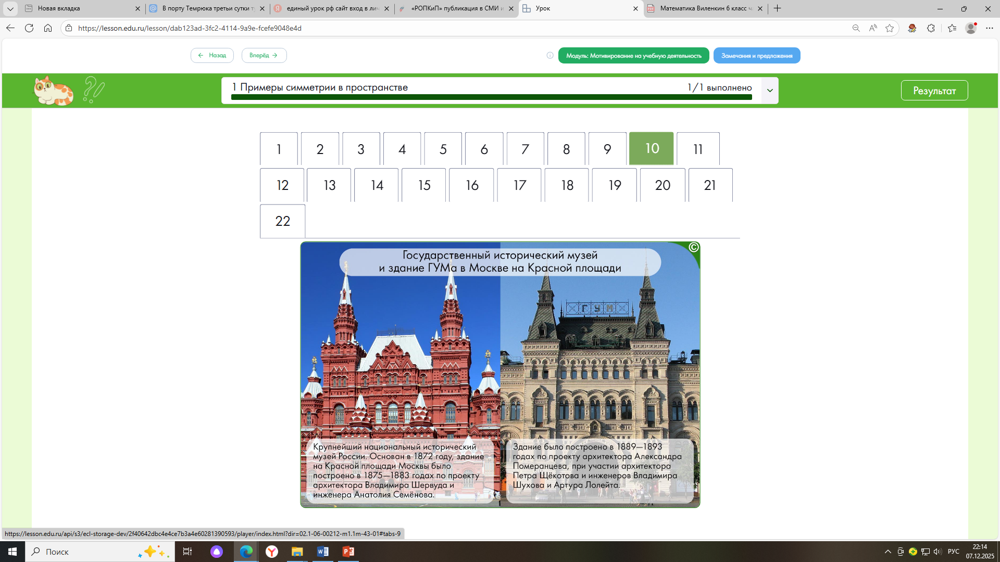 Новая вкладка
В порту Темрюка третьи сутки ту
единый урок рф сайт вход в лич
«РОПКиП» публикация в СМИ и
Урок
Математика Виленкин 6 класс ч
https://lesson.edu.ru/lesson/dab123ad-3fc2-4114-9a9e-fcefe9048e4d
← Назад
Вперёд →
Модуль: Мотивирование на учебную деятельность
Замечания и предложения
1 Примеры симметрии в пространстве
1/1 выполнено
Результат
1 2 3 4 5 6 7 8 9 10 11
12 13 14 15 16 17 18 19 20 21
22
©
Государственный исторический музей
и здание ГУМа в Москве на Красной площади
ГУМ
Крупнейший национальный исторический
музей России. Основан в 1872 году, здание
на Красной площади Москвы было
построено в 1875—1883 годах по проекту
архитектора Владимира Шервуда и
инженера Анатолия Семёнова.
Здание было построено в 1889—1893
годах по проекту архитектора Александра
Померанцева, при участии архитектора
Петра Щёкотова и инженеров Владимира
Шухова и Артура Лолейта.
https://lesson.edu.ru/api/s3/ecl-storage-dev/2f40642dbc4e4ce7b3a4e60281390593/player/index.html?dir=02.1-06-00212-m1.1m-43-01#tabs-9
Поиск
РУС
22:14
07.12.2025